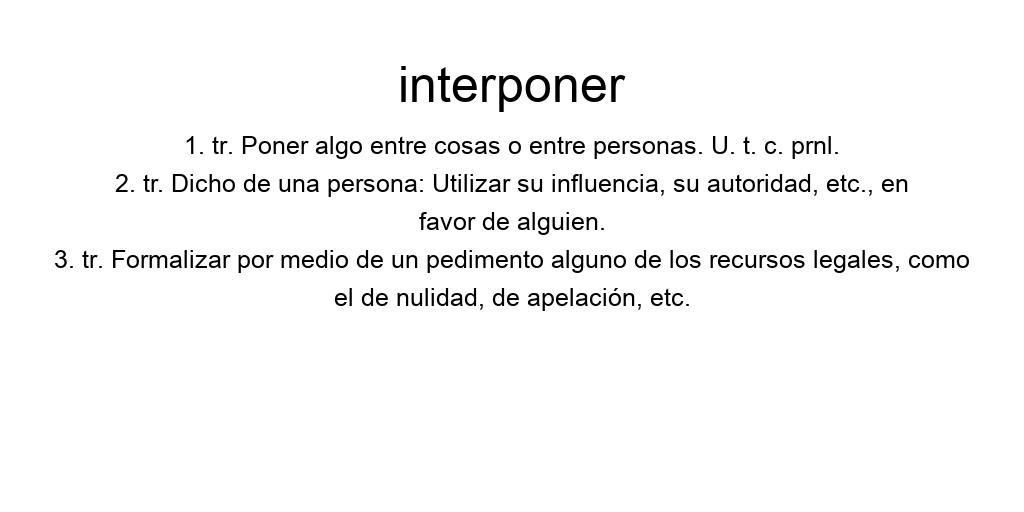 interponer
1. tr. Poner algo entre cosas o entre personas. U. t. c. prnl.
2. tr. Dicho de una persona: Utilizar su influencia, su autoridad, etc., en
favor de alguien.
3. tr. Formalizar por medio de un pedimento alguno de los recursos legales, como
el de nulidad, de apelación, etc.